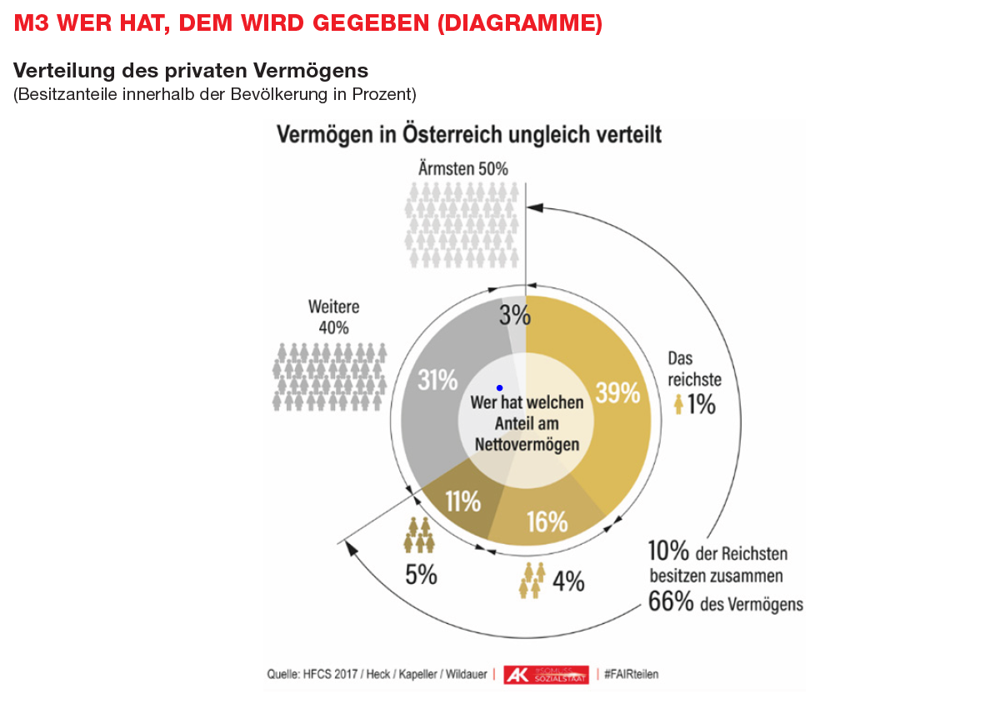 M3 WER HAT, DEM WIRD GEGEBEN (DIAGRAMME)
Verteilung des privaten Vermögens
(Besitzanteile innerhalb der Bevölkerung in Prozent)
Vermögen in Österreich ungleich verteilt
Ärmsten 50%
Weitere
40%
3%
31%
39%
Das
reichste
1%
Wer hat welchen
Anteil am
Nettovermögen
11%
16%
5%
4%
10% der Reichsten
besitzen zusammen
66% des Vermögens
Quelle: HFCS 2017 / Heck / Kapeller / Wildauer |
AK
#SOMUSS
SOZIALSTAAT
| #FAIRteilen